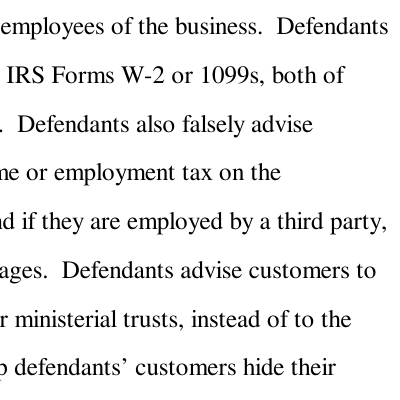 employees of the business.  Defendants
IRS Forms W-2 or 1099s, both of
.  Defendants also falsely advise
or employment tax on the
if they are employed by a third party,
Defendants advise customers to
ministerial trusts, instead of to the
defendants’ customers hide their